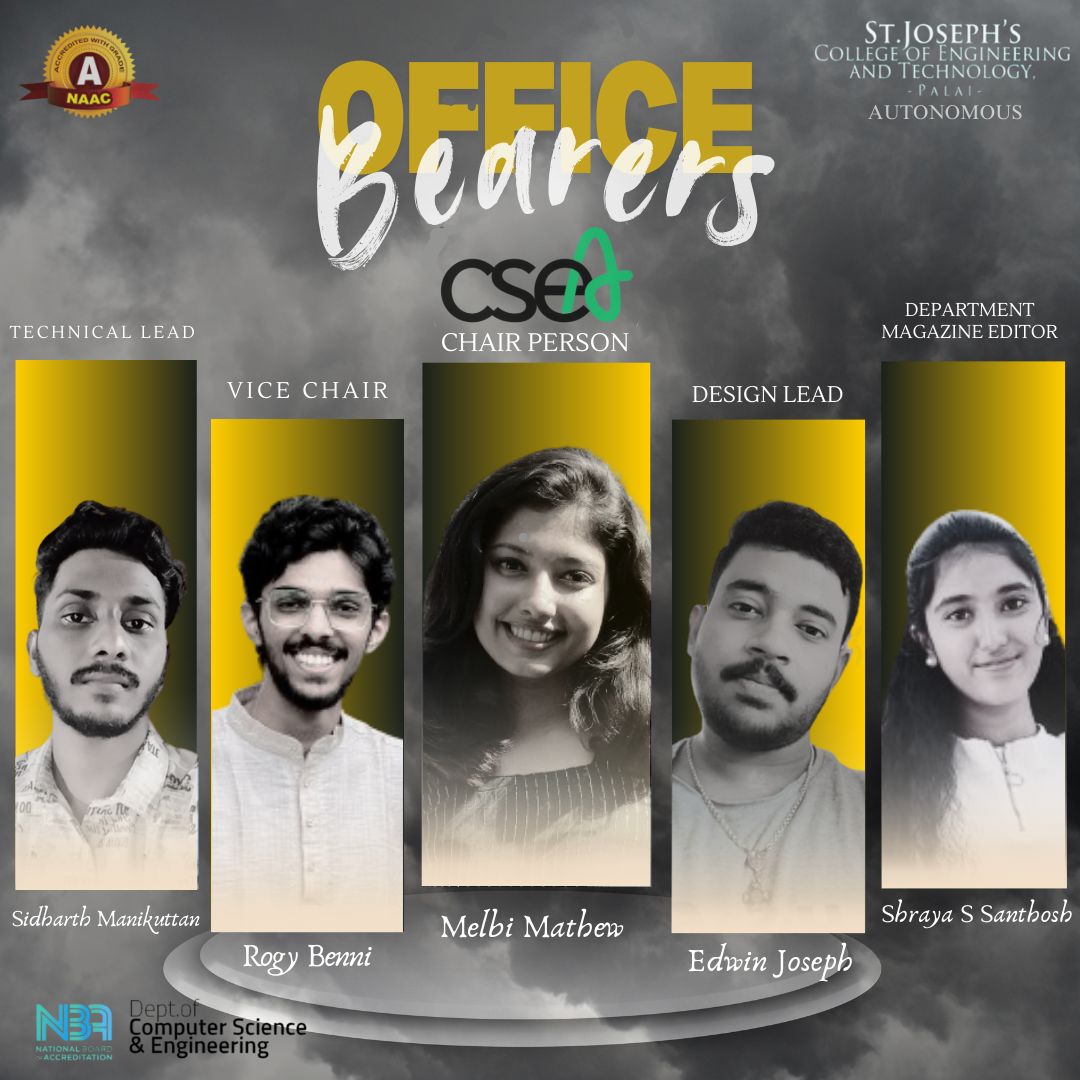 ACCREDITED WITH GRADE
A
NAAC
ST.JOSEPH'S
COLLEGE OF ENGINEERING
AND TECHNOLOGY,
-PALAI-
AUTONOMOUS
OFFICE
Bearers
CSEA
TECHNICAL LEAD
VICE CHAIR
CHAIR PERSON
DESIGN LEAD
DEPARTMENT
MAGAZINE EDITOR
Sidharth Manikuttan
Rogy Benni
Melbi Mathew
Edwin Joseph
Shraya S Santhosh
NBA
NATIONAL BOARD
of ACCREDITATION
Dept.of
Computer Science
& Engineering